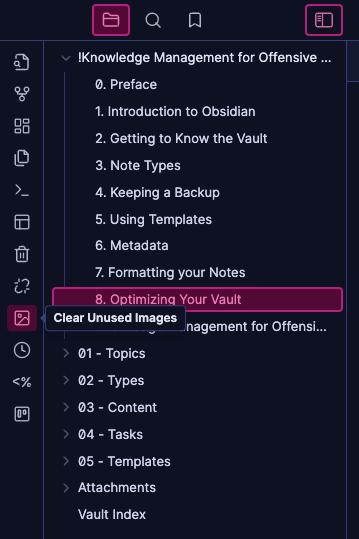 !Knowledge Management for Offensive ...
0. Preface
1. Introduction to Obsidian
2. Getting to Know the Vault
3. Note Types
4. Keeping a Backup
5. Using Templates
6. Metadata
7. Formatting your Notes
8. Optimizing Your Vault
Clear Unused Images
Management for Offensi...
01 - Topics
02 - Types
03 - Content
04 - Tasks
05 - Templates
Attachments
Vault Index
<%